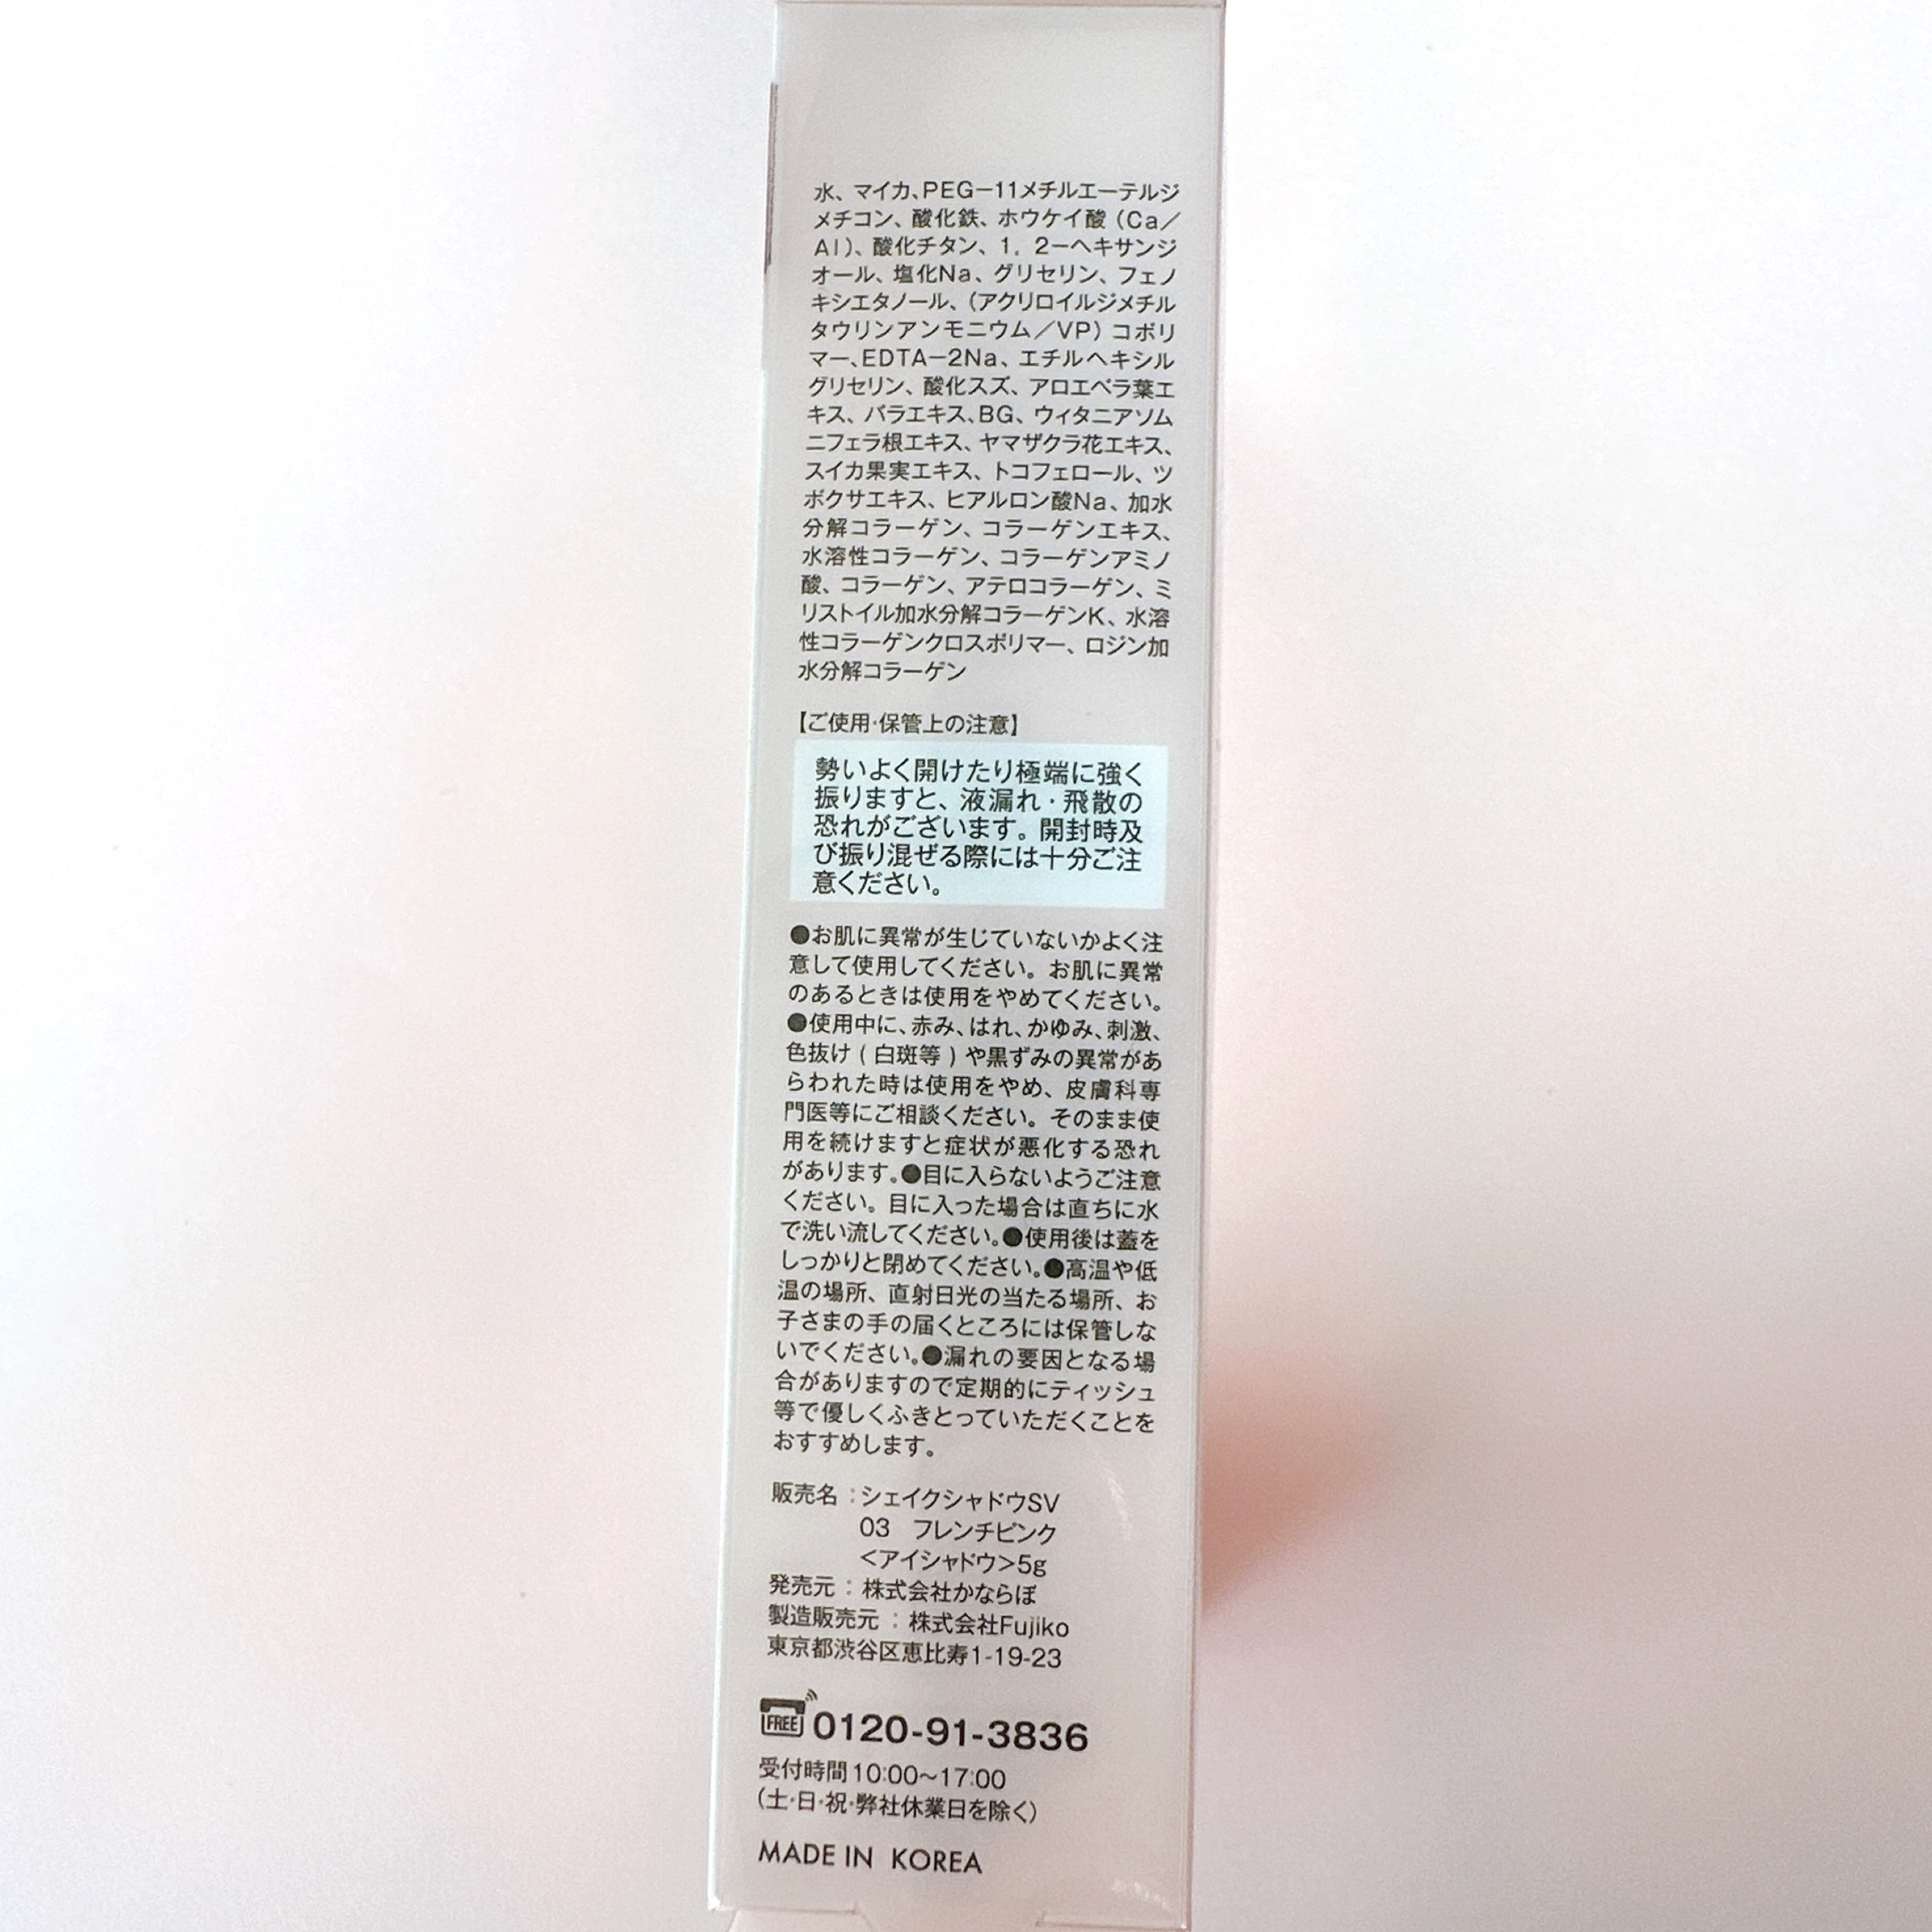 水、マイカ、PEG−11メチルエーテルジ
メチコン、酸化鉄、ホウケイ酸（Ca／
Al）、酸化チタン、1，2−ヘキサンジ
オール、塩化Na、グリセリン、フェノ
キシエタノール、（アクリロイルジメチル
タウリンアンモニウム／VP）コポリ
マー、EDTA−2Na、エチルヘキシル
グリセリン、酸化スズ、アロエベラ葉エ
キス、バラエキス、BG、ウィタニアソム
ニフェラ根エキス、ヤマザクラ花エキス、
スイカ果実エキス、トコフェロール、ツ
ボクサエキス、ヒアルロン酸Na、加水
分解コラーゲン、コラーゲンエキス、
水溶性コラーゲン、コラーゲンアミノ
酸、コラーゲン、アテロコラーゲン、ミ
リストイル加水分解コラーゲンK、水溶
性コラーゲンクロスポリマー、ロジン加
水分解コラーゲン
【ご使用・保管上の注意】
勢いよく開けたり極端に強く
振りますと、液漏れ・飛散の
恐れがございます。開封時及
び振り混ぜる際には十分ご注
意ください。
●お肌に異常が生じていないかよく注
意して使用してください。お肌に異常
のあるときは使用をやめてください。
●使用中に、赤み、はれ、かゆみ、刺激、
色抜け（白斑等）や黒ずみの異常があ
らわれた時は使用をやめ、皮膚科専
門医等にご相談ください。そのまま使
用を続けますと症状が悪化する恐れ
があります。●目に入らないようご注意
ください。目に入った場合は直ちに水
で洗い流してください。●使用後は蓋を
しっかりと閉めてください。●高温や低
温の場所、直射日光の当たる場所、お
子さまの手の届くところには保管しな
いでください。●漏れの要因となる場
合がありますので定期的にティッシュ
等で優しくふきとっていただくことを
おすすめします。
販売名：シェイクシャドウSV
03　フレンチピンク
＜アイシャドウ＞5g
発売元：株式会社かならぼ
製造販売元：株式会社Fujiko
東京都渋谷区恵比寿1-19-23
FREE 0120-91-3836
受付時間10:00〜17:00
（土・日・祝・弊社休業日を除く）
MADE IN KOREA